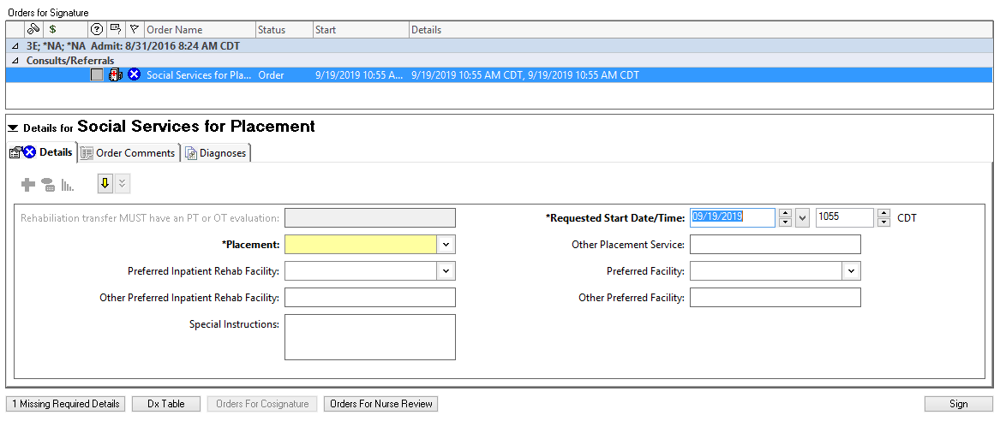 Orders for Signature
$ Order Name Status Start Details
3E; *NA; *NA Admit: 8/31/2016 8:24 AM CDT
Consults/Referrals
Social Services for Pla... Order 9/19/2019 10:55 A... 9/19/2019 10:55 AM CDT, 9/19/2019 10:55 AM CDT
Details for Social Services for Placement
Details Order Comments Diagnoses
Rehabiliation transfer MUST have an PT or OT evaluation: *Requested Start Date/Time: 09/19/2019 1055 CDT
*Placement: Other Placement Service:
Preferred Inpatient Rehab Facility: Preferred Facility:
Other Preferred Inpatient Rehab Facility: Other Preferred Facility:
Special Instructions:
1 Missing Required Details Dx Table Orders For Cosignature Orders For Nurse Review Sign